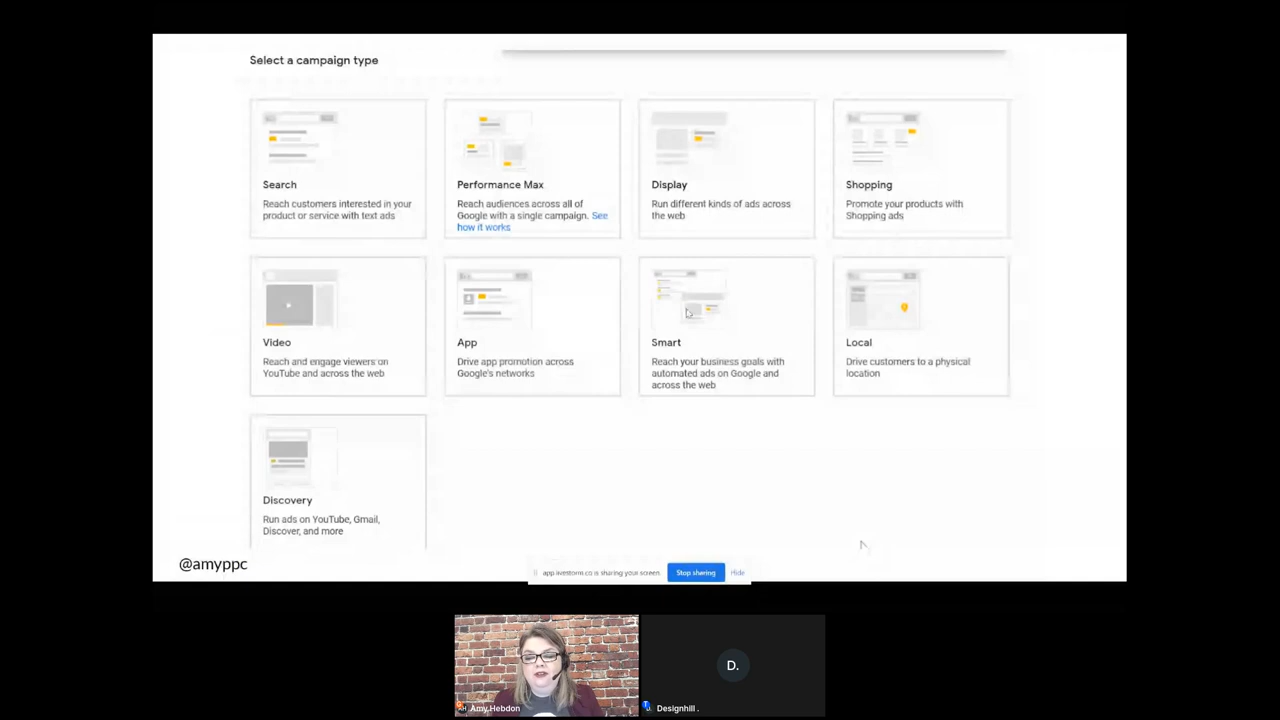 Select a campaign type
Search
Reach customers interested in your
product or service with text ads
Performance Max
Reach audiences across all of
Google with a single campaign. See
how it works
Display
Run different kinds of ads across
the web
Shopping
Promote your products with
Shopping ads
Video
Reach and engage viewers on
YouTube and across the web
App
Drive app promotion across
Google's networks
Smart
Reach your business goals with
automated ads on Google and
across the web
Local
Drive customers to a physical
location
Discovery
Run ads on YouTube, Gmail,
Discover, and more
@amyppc
app.livestorm.co is sharing your screen.
Stop sharing
Hide
Amy Hebdon
D.
Designhill .